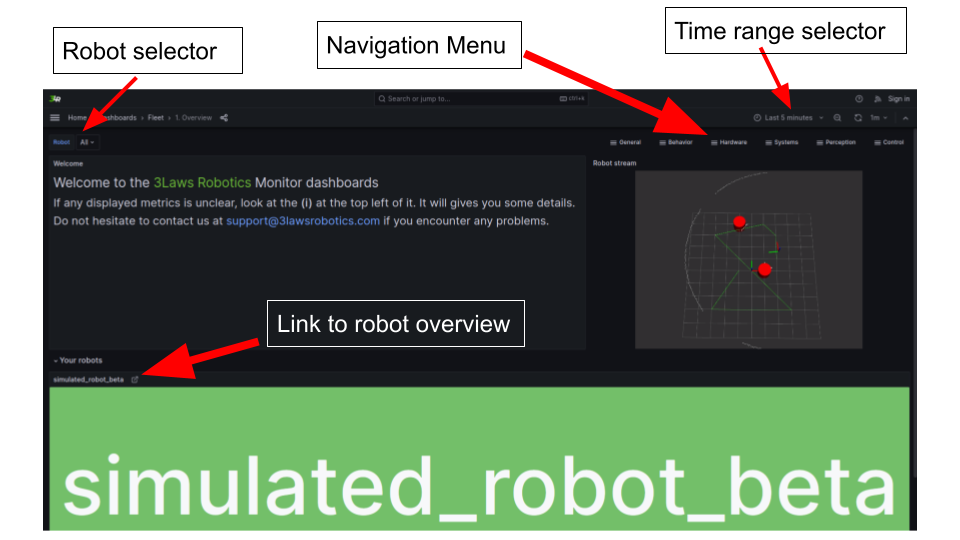 Robot selector
Navigation Menu
Time range selector
3R
Search or jump to...
ctrl+k
Sign in
Home
shboards › Fleet › 1. Overview
Last 5 minutes
1m
Robot
All
General
Behavior
Hardware
Systems
Perception
Control
Welcome
Robot stream
Welcome to the 3Laws Robotics Monitor dashboards
If any displayed metrics is unclear, look at the (i) at the top left of it. It will gives you some details.
Do not hesitate to contact us at support@3lawsrobotics.com if you encounter any problems.
Link to robot overview
Your robots
simulated_robot_beta
simulated_robot_beta